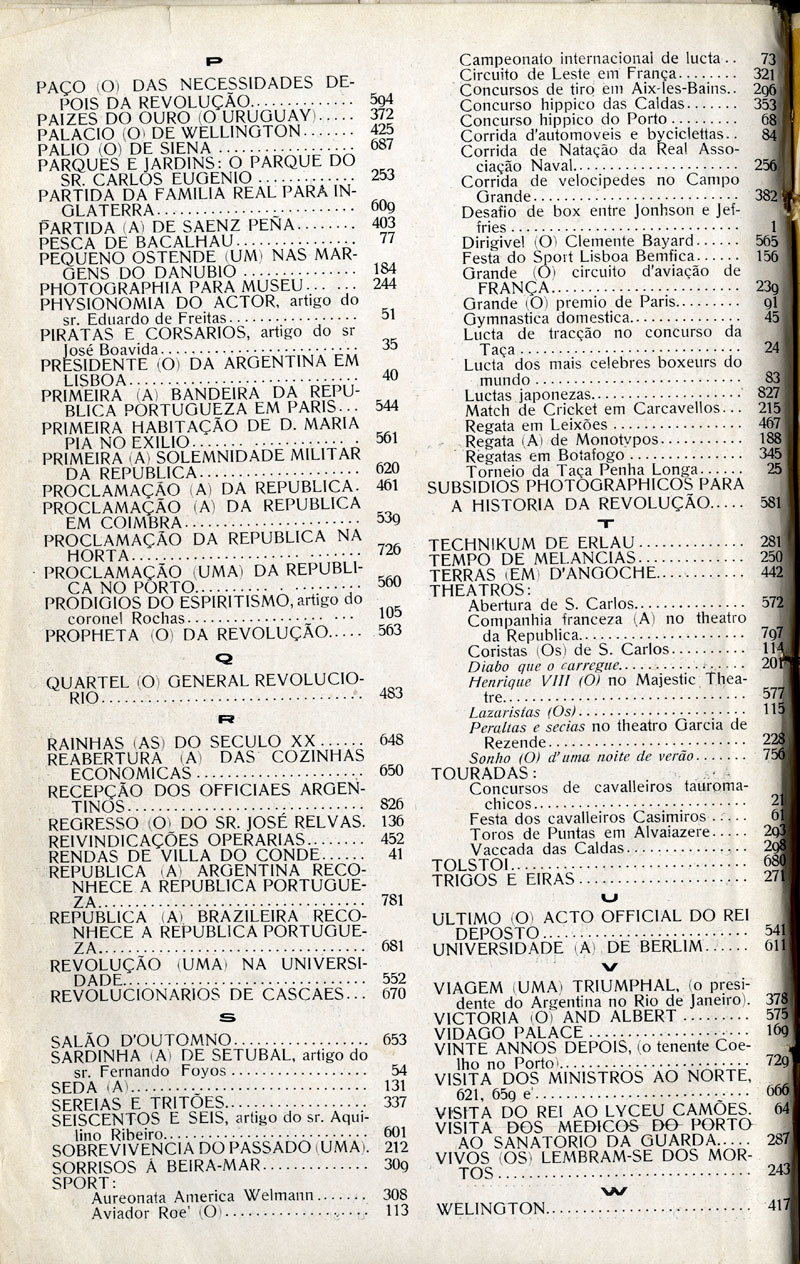 P
PAÇO (O) DAS NECESSIDADES DE-
POIS DA REVOLUÇÃO.............. 594
PAIZES DO OURO (O URUGUAY)..... 372
PALACIO (O) DE WELLINGTON....... 425
PALIO (O) DE SIENA ................. 687
PARQUES E JARDINS: O PARQUE DO
SR. CARLOS EUGENIO ............. 253
PARTIDA DA FAMILIA REAL PARA IN-
GLATERRA.......................... 609
PARTIDA (A) DE SAENZ PEÑA........ 403
PESCA DE BACALHAU............... 77
PEQUENO OSTENDE (UM) NAS MAR-
GENS DO DANUBIO .............. 184
PHOTOGRAPHIA PARA MUSEU... ... 244
PHYSIONOMIA DO ACTOR, artigo do
sr. Eduardo de Freitas................ 51
PIRATAS E CORSARIOS, artigo do sr
José Boavida......................... 35
PRESIDENTE (O) DA ARGENTINA EM
LISBOA............................. 40
PRIMEIRA (A) BANDEIRA DA REPU-
BLICA PORTUGUEZA EM PARIS... 544
PRIMEIRA HABITAÇÃO DE D. MARIA
PIA NO EXILIO..................... 561
PRIMEIRA (A) SOLEMNIDADE MILITAR
DA REPUBLICA.................... 620
PROCLAMAÇÃO (A) DA REPUBLICA. 461
PROCLAMAÇÃO (A) DA REPUBLICA
EM COIMBRA...................... 539
PROCLAMAÇÃO DA REPUBLICA NA
HORTA............................. 726
PROCLAMAÇÃO (UMA) DA REPUBLI-
CA NO PORTO..................... 560
PRODIGIOS DO ESPIRITISMO, artigo do
coronel Rochas..................... 105
PROPHETA (O) DA REVOLUÇÃO..... 563
Q
QUARTEL (O) GENERAL REVOLUCIO-
RIO................................. 483
R
RAINHAS (AS) DO SECULO XX...... 648
REABERTURA (A) DAS COZINHAS
ECONOMICAS ..................... 650
RECEPÇÃO DOS OFFICIAES ARGEN-
TINOS.............................. 826
REGRESSO (O) DO SR. JOSÉ RELVAS. 136
REIVINDICAÇÕES OPERARIAS........ 452
RENDAS DE VILLA DO CONDE...... 41
REPUBLICA (A) ARGENTINA RECO-
NHECE A REPUBLICA PORTUGUE-
ZA.................................. 781
REPUBLICA (A) BRAZILEIRA RECO-
NHECE A REPUBLICA PORTUGUE-
ZA.................................. 681
REVOLUÇÃO (UMA) NA UNIVERSI-
DADE............................... 552
REVOLUCIONARIOS DE CASCAES... 670
S
SALÃO D'OUTOMNO................. 653
SARDINHA (A) DE SETUBAL, artigo do
sr. Fernando Foyos ................. 54
SEDA (A)............................. 131
SEREIAS E TRITÕES.................. 337
SEISCENTOS E SEIS, artigo do sr. Aqui-
lino Ribeiro......................... 601
SOBREVIVENCIA DO PASSADO (UMA). 212
SORRISOS Á BEIRA-MAR............. 309
SPORT:
Aureonata America Welmann....... 308
Aviador Roe' (O).................. 113
Campeonato internacional de lucta .. 73
Circuito de Leste em França........ 321
Concursos de tiro em Aix-les-Bains.. 296
Concurso hippico das Caldas........ 353
Concurso hippico do Porto ......... 68
Corrida d'automoveis e byciclettas.. 84
Corrida de Natação da Real Asso-
ciação Naval....................... 256
Corrida de velocipedes no Campo
Grande............................. 382
Desafio de box entre Jonhson e Jef-
fries ............................... 1
Dirigivel (O) Clemente Bayard...... 565
Festa do Sport Lisboa Bemfica...... 156
Grande (O) circuito d'aviação de
FRANÇA........................... 239
Grande (O) premio de Paris......... 91
Gymnastica domestica............... 45
Lucta de tracção no concurso da
Taça .............................. 24
Lucta dos mais celebres boxeurs do
mundo ............................ 83
Luctas japonezas.................... 827
Match de Cricket em Carcavellos... 215
Regata em Leixões ................. 467
Regata (A) de Monotypos........... 188
Regatas em Botafogo ............... 345
Torneio da Taça Penha Longa...... 25
SUBSIDIOS PHOTOGRAPHICOS PARA
A HISTORIA DA REVOLUÇÃO..... 581
T
TECHNIKUM DE ERLAU............. 281
TEMPO DE MELANCIAS............. 250
TERRAS (EM) D'ANGOCHE.......... 442
THEATROS:
Abertura de S. Carlos............... 572
Companhia franceza (A) no theatro
da Republica....................... 797
Coristas (Os) de S. Carlos.......... 114
Diabo que o carregue................ 201
Henrique VIII (O) no Majestic Thea-
tre................................. 577
Lazaristas (Os)...................... 115
Peraltas e secias no theatro Garcia de
Rezende........................... 228
Sonho (O) d'uma noite de verão....... 756
TOURADAS:
Concursos de cavalleiros tauroma-
chicos.............................. 21
Festa dos cavalleiros Casimiros ..... 61
Toros de Puntas em Alvaiazere..... 293
Vaccada das Caldas................. 298
TOLSTOI.............................. 680
TRIGOS E EIRAS..................... 271
U
ULTIMO (O) ACTO OFFICIAL DO REI
DEPOSTO.......................... 541
UNIVERSIDADE (A) DE BERLIM...... 611
V
VIAGEM (UMA) TRIUMPHAL, (o presi-
dente do Argentina no Rio de Janeiro). 378
VICTORIA (O) AND ALBERT ......... 575
VIDAGO PALACE .................... 169
VINTE ANNOS DEPOIS, (o tenente Coe-
lho no Porto)........................ 729
VISITA DOS MINISTROS AO NORTE,
621, 659 e........................... 666
VISITA DO REI AO LYCEU CAMÕES. 64
VISITA DOS MEDICOS DO PORTO
AO SANATORIO DA GUARDA..... 287
VIVOS (OS) LEMBRAM-SE DOS MOR-
TOS ................................ 243
W
WELINGTON.......................... 417